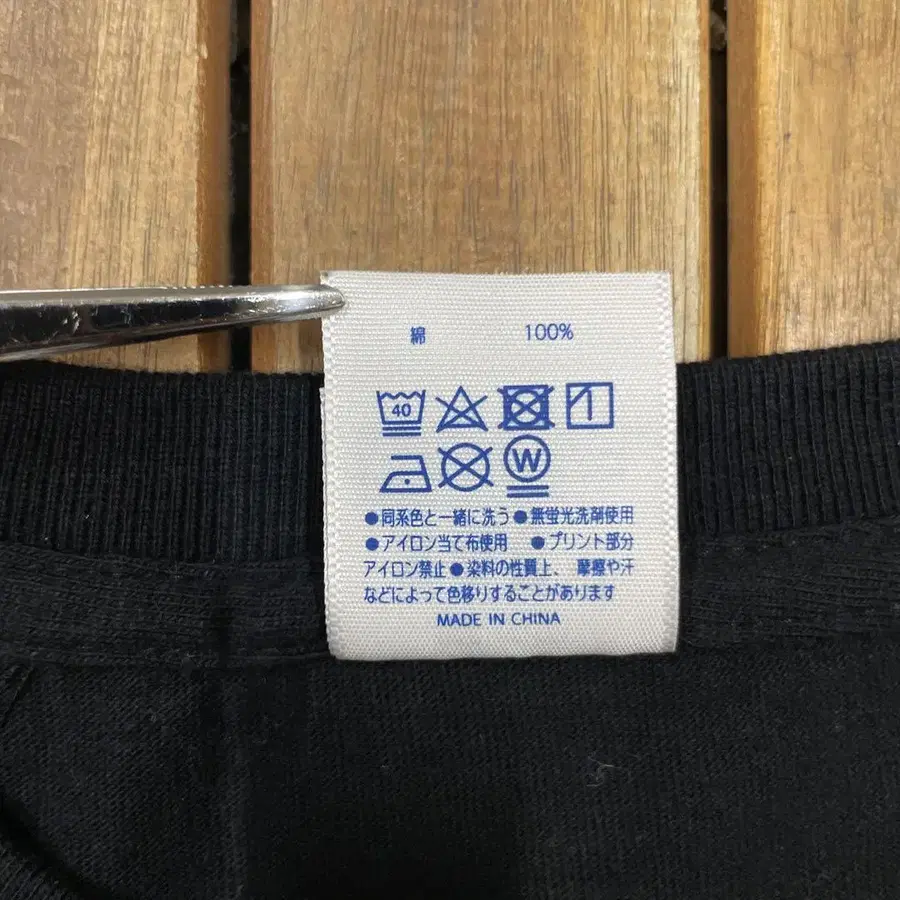 綿 100%
40
W
●同系色と一緒に洗う●無蛍光洗剤使用
●アイロン当て布使用 ●プリント部分
アイロン禁止●染料の性質上、摩擦や汗
などによって色移りすることがあります
MADE IN CHINA